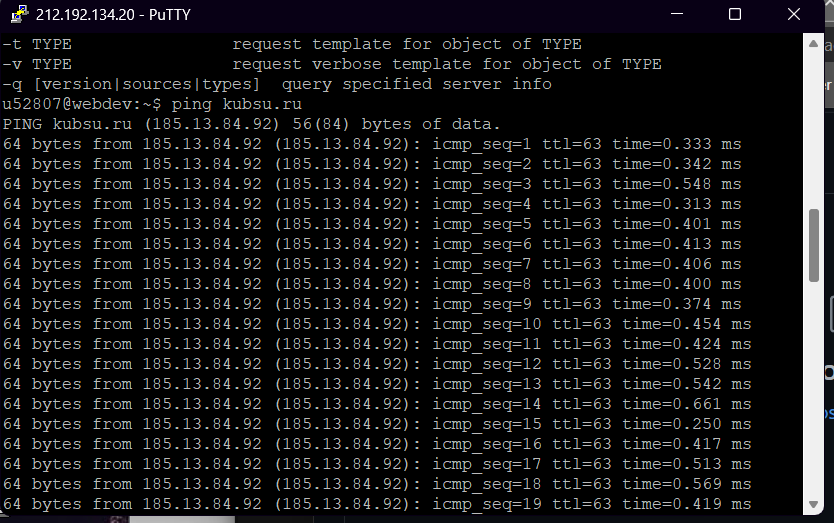 212.192.134.20 - PuTTY
-t TYPE                request template for object of TYPE
-v TYPE                request verbose template for object of TYPE
-q [version|sources|types]  query specified server info
u52807@webdev:~$ ping kubsu.ru
PING kubsu.ru (185.13.84.92) 56(84) bytes of data.
64 bytes from 185.13.84.92 (185.13.84.92): icmp_seq=1 ttl=63 time=0.333 ms
64 bytes from 185.13.84.92 (185.13.84.92): icmp_seq=2 ttl=63 time=0.342 ms
64 bytes from 185.13.84.92 (185.13.84.92): icmp_seq=3 ttl=63 time=0.548 ms
64 bytes from 185.13.84.92 (185.13.84.92): icmp_seq=4 ttl=63 time=0.313 ms
64 bytes from 185.13.84.92 (185.13.84.92): icmp_seq=5 ttl=63 time=0.401 ms
64 bytes from 185.13.84.92 (185.13.84.92): icmp_seq=6 ttl=63 time=0.413 ms
64 bytes from 185.13.84.92 (185.13.84.92): icmp_seq=7 ttl=63 time=0.406 ms
64 bytes from 185.13.84.92 (185.13.84.92): icmp_seq=8 ttl=63 time=0.400 ms
64 bytes from 185.13.84.92 (185.13.84.92): icmp_seq=9 ttl=63 time=0.374 ms
64 bytes from 185.13.84.92 (185.13.84.92): icmp_seq=10 ttl=63 time=0.454 ms
64 bytes from 185.13.84.92 (185.13.84.92): icmp_seq=11 ttl=63 time=0.424 ms
64 bytes from 185.13.84.92 (185.13.84.92): icmp_seq=12 ttl=63 time=0.528 ms
64 bytes from 185.13.84.92 (185.13.84.92): icmp_seq=13 ttl=63 time=0.542 ms
64 bytes from 185.13.84.92 (185.13.84.92): icmp_seq=14 ttl=63 time=0.661 ms
64 bytes from 185.13.84.92 (185.13.84.92): icmp_seq=15 ttl=63 time=0.250 ms
64 bytes from 185.13.84.92 (185.13.84.92): icmp_seq=16 ttl=63 time=0.417 ms
64 bytes from 185.13.84.92 (185.13.84.92): icmp_seq=17 ttl=63 time=0.513 ms
64 bytes from 185.13.84.92 (185.13.84.92): icmp_seq=18 ttl=63 time=0.569 ms
64 bytes from 185.13.84.92 (185.13.84.92): icmp_seq=19 ttl=63 time=0.419 ms